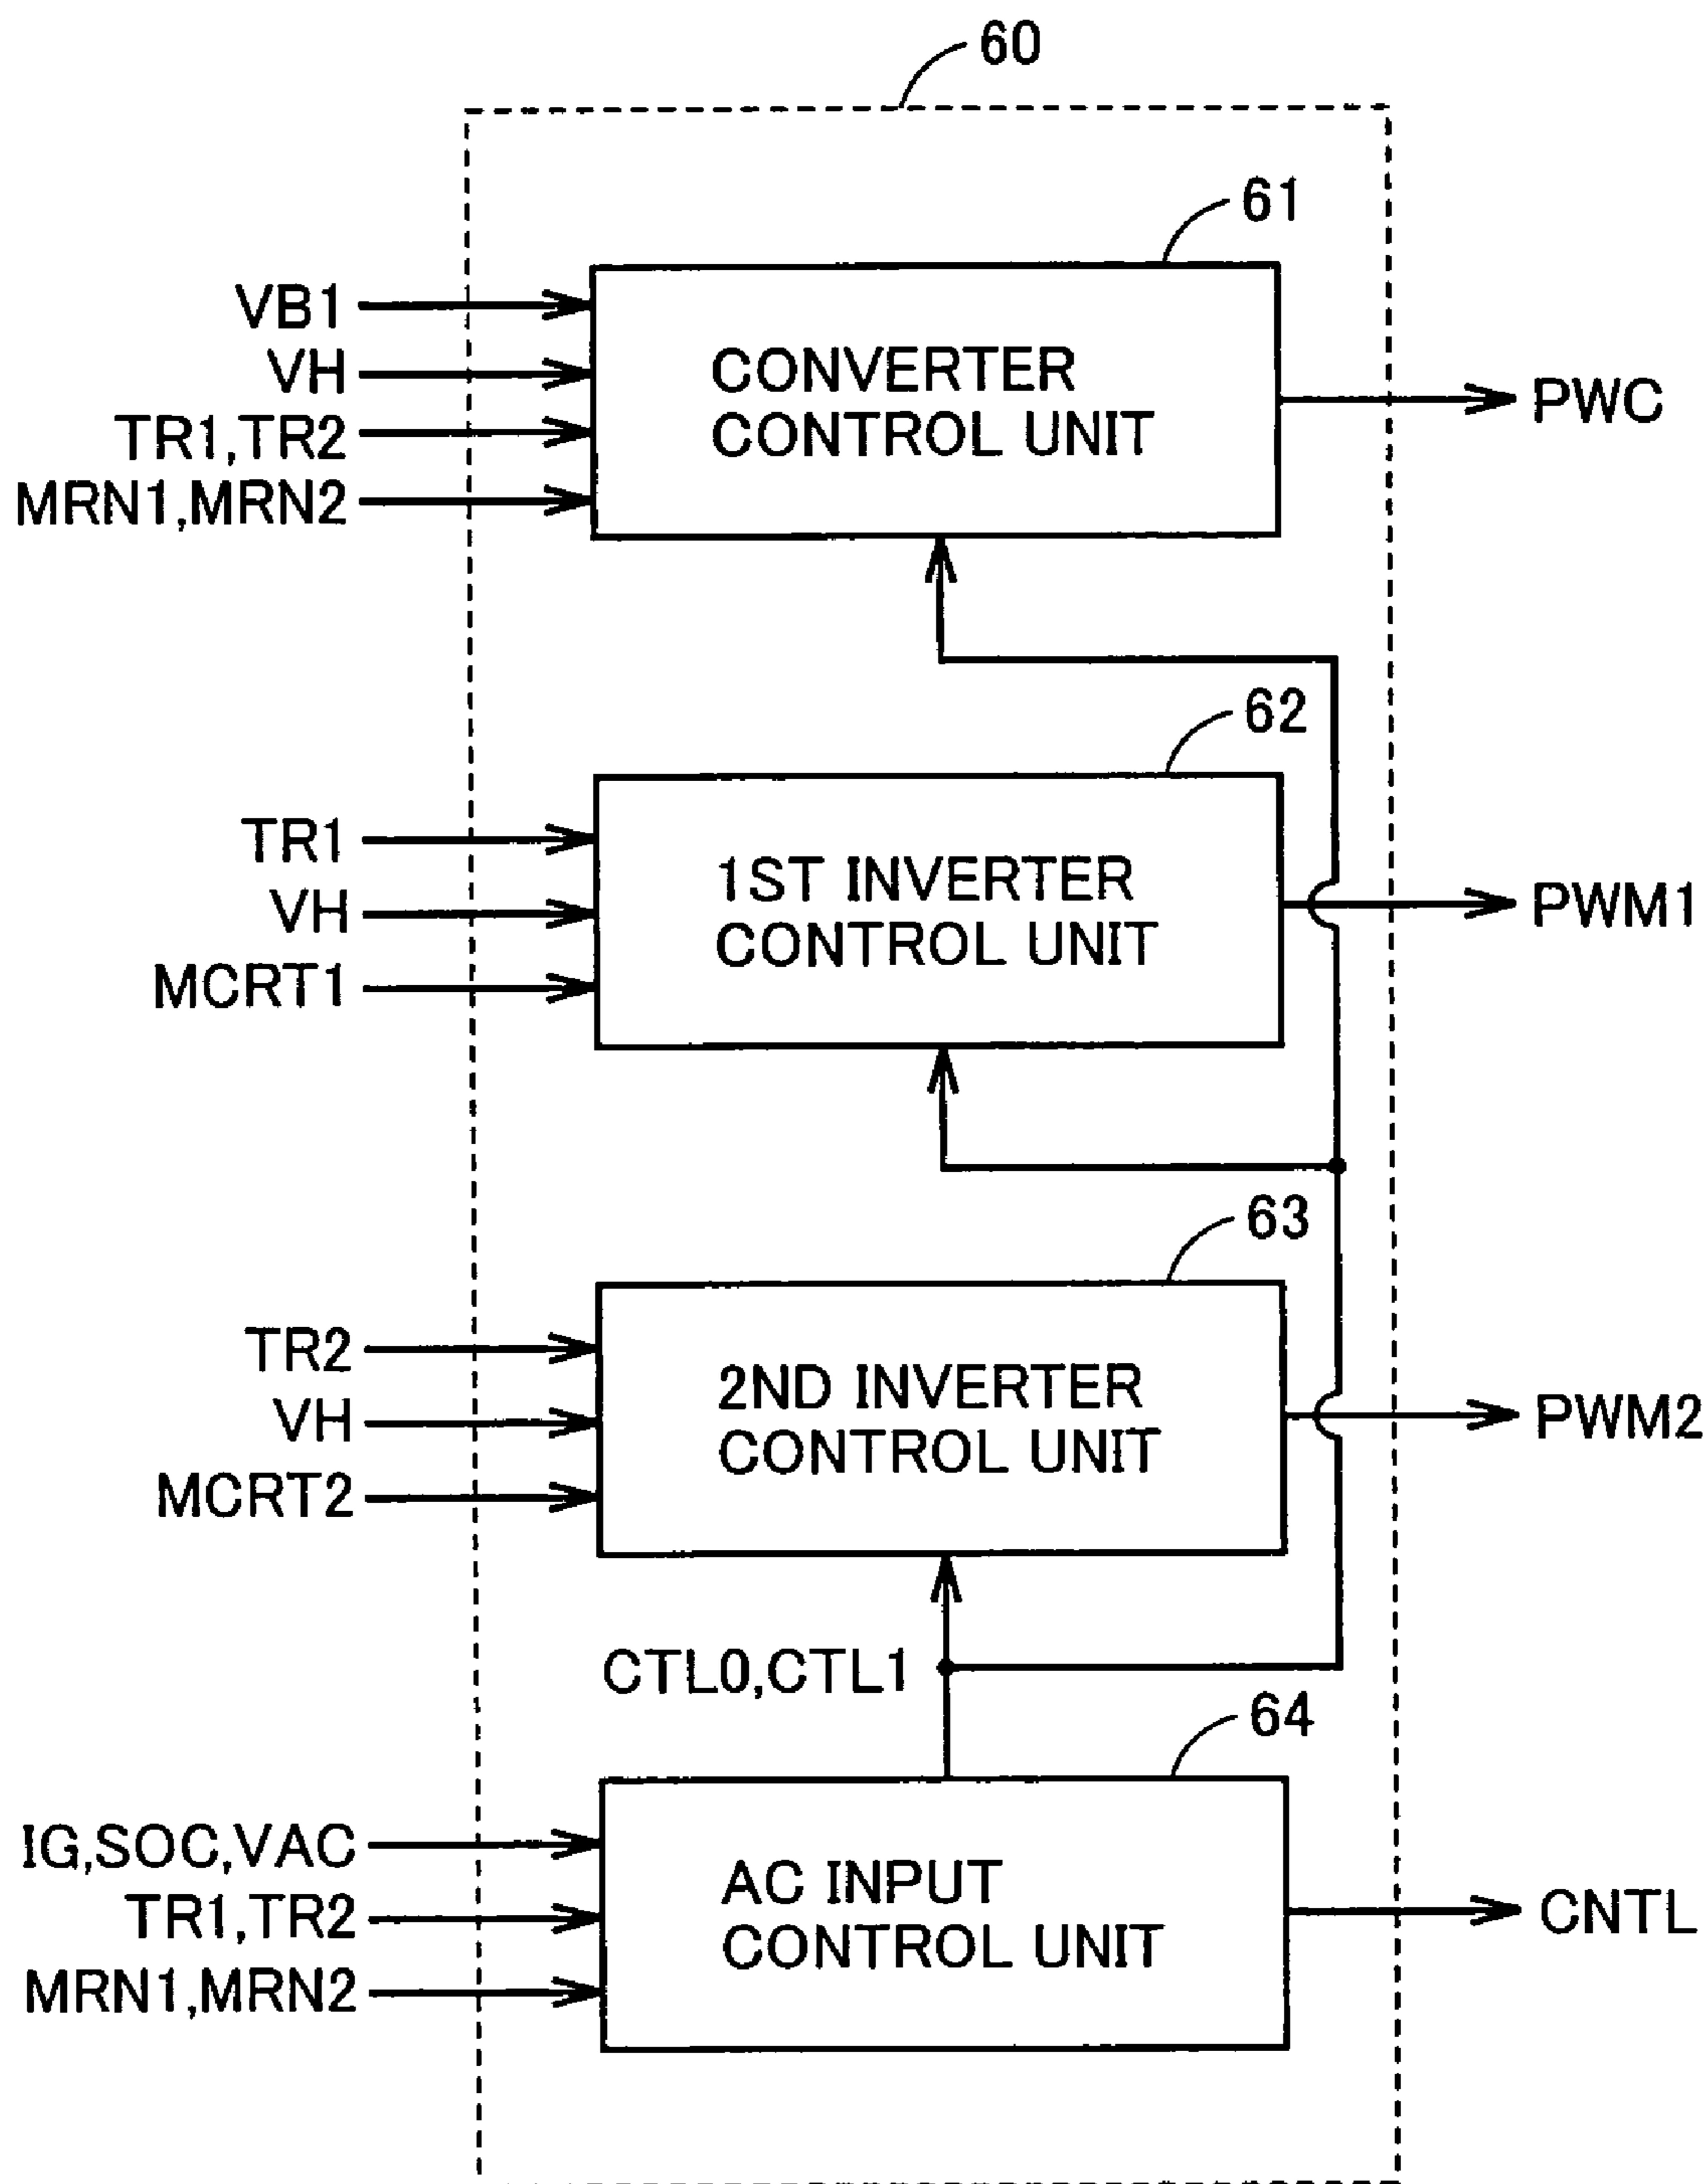 60
61
VB1
VH
TR1,TR2
MRN1,MRN2
CONVERTER
CONTROL UNIT
PWC
62
TR1
VH
MCRT1
1ST INVERTER
CONTROL UNIT
PWM1
63
TR2
VH
MCRT2
2ND INVERTER
CONTROL UNIT
PWM2
CTL0,CTL1
64
IG,SOC,VAC
TR1,TR2
MRN1,MRN2
AC INPUT
CONTROL UNIT
CNTL